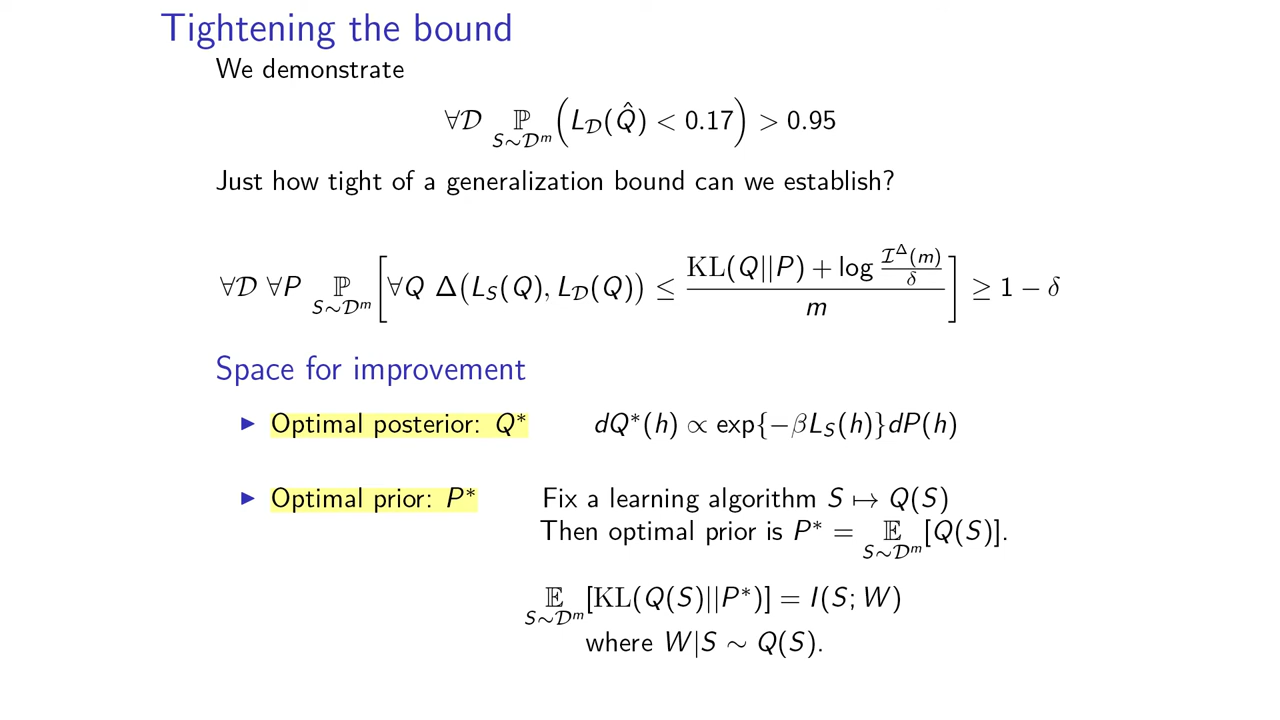 Tightening the bound
We demonstrate
∀𝒟 ℙ_{S∼𝒟^m} (L_𝒟(Q̂) < 0.17) > 0.95
Just how tight of a generalization bound can we establish?
∀𝒟 ∀P ℙ_{S∼𝒟^m} [∀Q Δ(L_S(Q), L_𝒟(Q)) ≤ (KL(Q||P) + log (ℐ^Δ(m)/δ)) / m] ≥ 1 − δ
Space for improvement
▶ Optimal posterior: Q* dQ*(h) ∝ exp{−βL_S(h)}dP(h)
▶ Optimal prior: P* Fix a learning algorithm S ↦ Q(S)
Then optimal prior is P* = 𝔼_{S∼𝒟^m}[Q(S)].
𝔼_{S∼𝒟^m}[KL(Q(S)||P*)] = I(S; W)
where W|S ∼ Q(S).